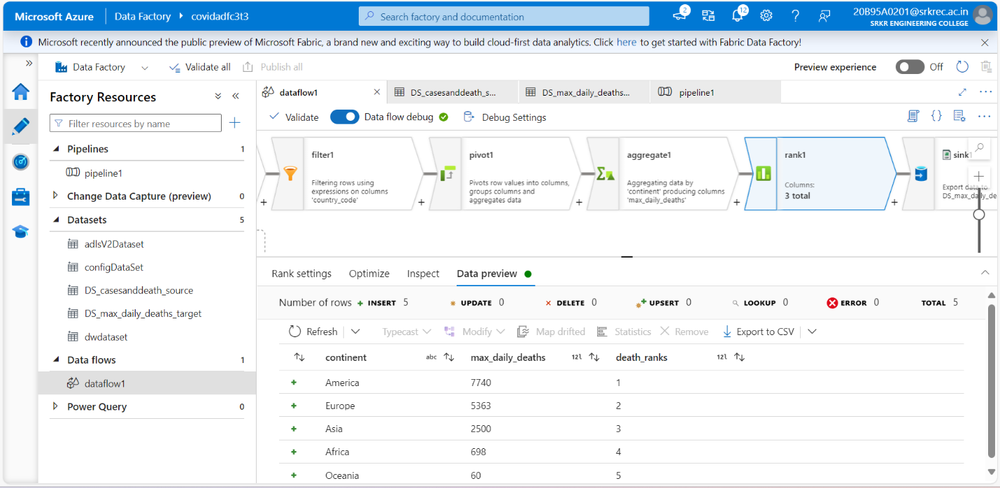 Microsoft Azure Data Factory covidadfc3t3 Search factory and documentation 2 12 20B95A0201@srkrec.ac.in
SRKR ENGINEERING COLLEGE
Microsoft recently announced the public preview of Microsoft Fabric, a brand new and exciting way to build cloud-first data analytics. Click here to get started with Fabric Data Factory!
Data Factory Validate all Publish all Preview experience Off
Factory Resources
Filter resources by name
Pipelines 1
pipeline1
Change Data Capture (preview) 0
Datasets 5
adlsV2Dataset
configDataSet
DS_casesanddeath_source
DS_max_daily_deaths_target
dwdataset
Data flows 1
dataflow1
Power Query 0
dataflow1 DS_casesanddeath_s... DS_max_daily_deaths... pipeline1
Validate Data flow debug Debug Settings
filter1
Filtering rows using
expressions on columns
'country_code'
pivot1
Pivots row values into columns,
groups columns and
aggregates data
aggregate1
Aggregating data by
'continent' producing columns
'max_daily_deaths'
rank1
Columns:
3 total
sink1
Export data to
DS_max_daily_de
Rank settings Optimize Inspect Data preview
Number of rows INSERT 5 UPDATE 0 DELETE 0 UPSERT 0 LOOKUP 0 ERROR 0 TOTAL 5
Refresh Typecast Modify Map drifted Statistics Remove Export to CSV
continent abc max_daily_deaths 12l death_ranks 12l
America 7740 1
Europe 5363 2
Asia 2500 3
Africa 698 4
Oceania 60 5